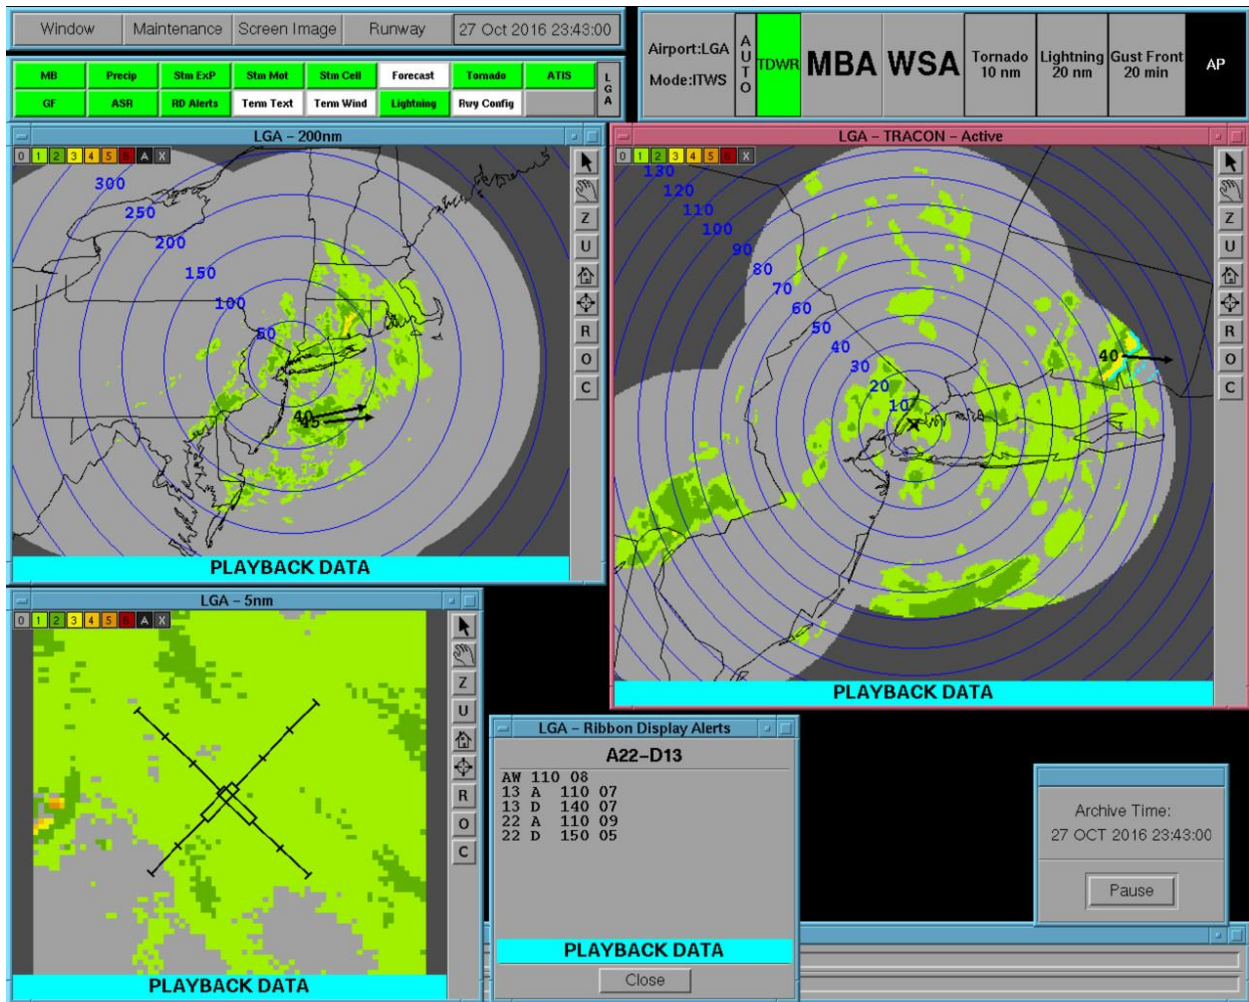 Window Maintenance Screen Image Runway 27 Oct 2016 23:43:00
MB Precip Stm ExP Stm Mot Stm Cell Forecast Tornado ATIS
GF ASR RD Alerts Term Text Term Wind Lightning Rwy Config
LGA
Airport:LGA
Mode:ITWS
AUTO
TDWR
MBA
WSA
Tornado
10 nm
Lightning
20 nm
Gust Front
20 min
AP
LGA - 200nm
0 1 2 3 4 5 6 A X
300
250
200
150
100
50
40
45
Z
U
R
O
C
PLAYBACK DATA
LGA - TRACON - Active
0 1 2 3 4 5 6 X
130
120
110
100
90
80
70
60
50
40
30
20
10
40
Z
U
R
O
C
PLAYBACK DATA
LGA - 5nm
0 1 2 3 4 5 6 A X
Z
U
R
O
C
PLAYBACK DATA
LGA - Ribbon Display Alerts
A22-D13
AW 110 08
13 A 110 07
13 D 140 07
22 A 110 09
22 D 150 05
PLAYBACK DATA
Close
Archive Time:
27 OCT 2016 23:43:00
Pause